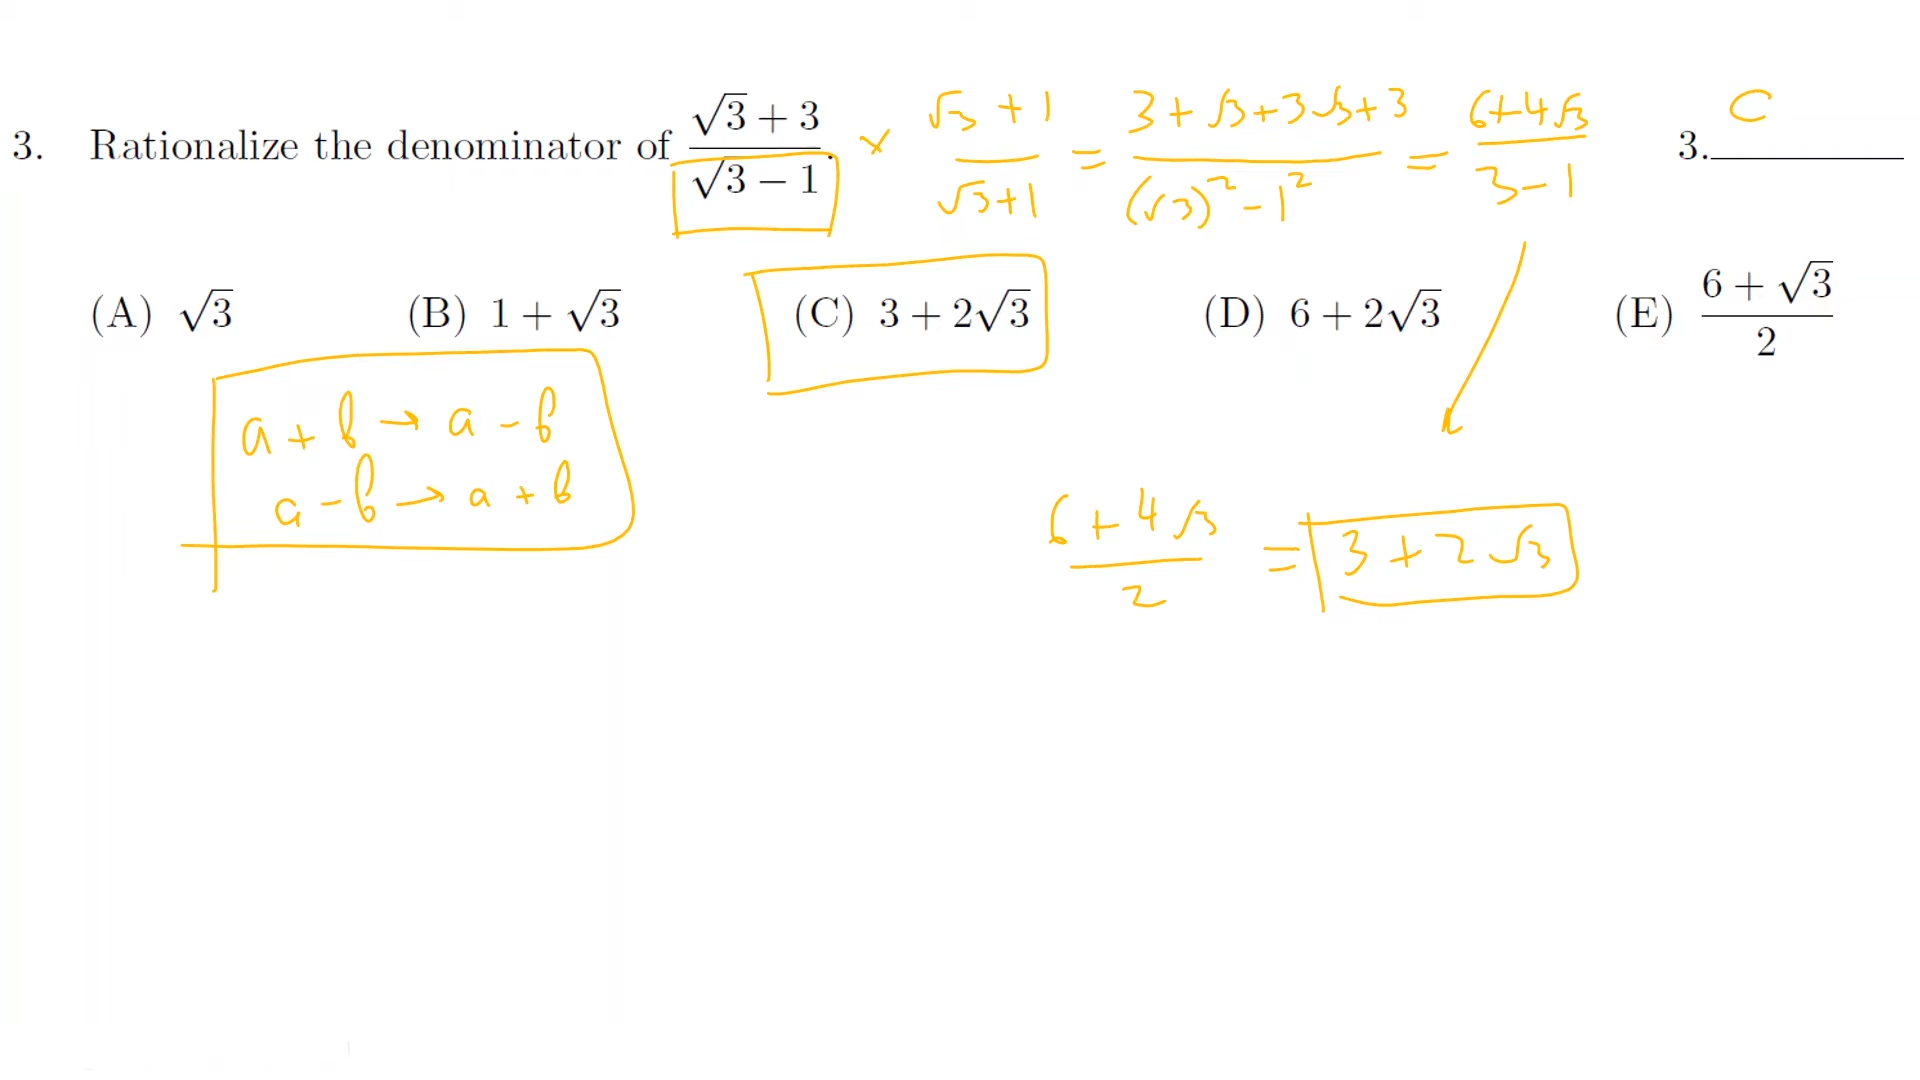 3. Rationalize the denominator of (√3 + 3)/(√3 − 1). × (√3 + 1)/(√3 + 1) = (3 + √3 + 3√3 + 3)/((√3)² − 1²) = (6 + 4√3)/(3 − 1) 3. C
(A) √3 (B) 1 + √3 (C) 3 + 2√3 (D) 6 + 2√3 (E) (6 + √3)/2
a + b → a − b
a − b → a + b
(6 + 4√3)/2 = 3 + 2√3